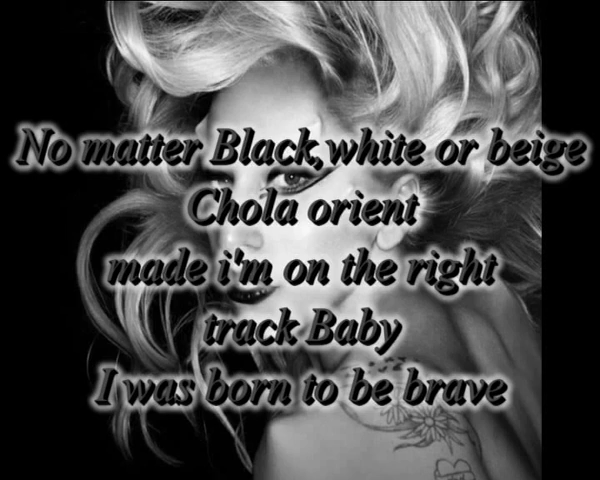 No matter Black,white or beige
Chola orient
made i'm on the right
track Baby
I was born to be brave